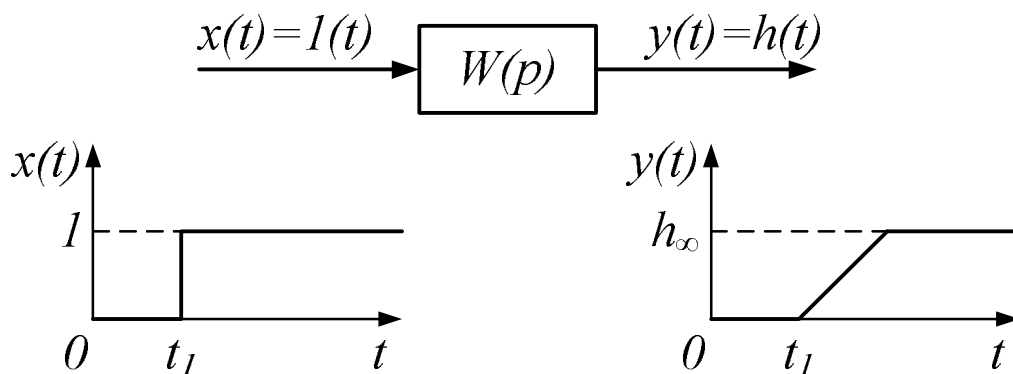 x(t)=1(t) W(p) y(t)=h(t)
x(t) y(t)
1 h∞
0 t1 t 0 t1 t